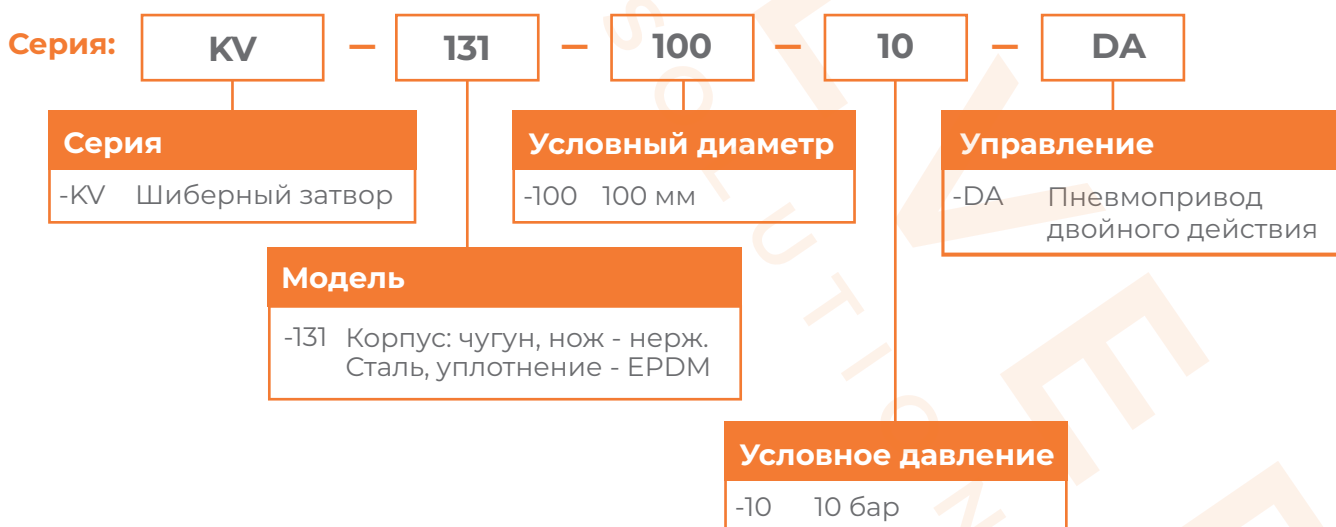 Серия: KV – 131 – 100 – 10 – DA
Серия
-KV Шиберный затвор
Условный диаметр
-100 100 мм
Управление
-DA Пневмопривод
двойного действия
Модель
-131 Корпус: чугун, нож - нерж.
Сталь, уплотнение - EPDM
Условное давление
-10 10 бар